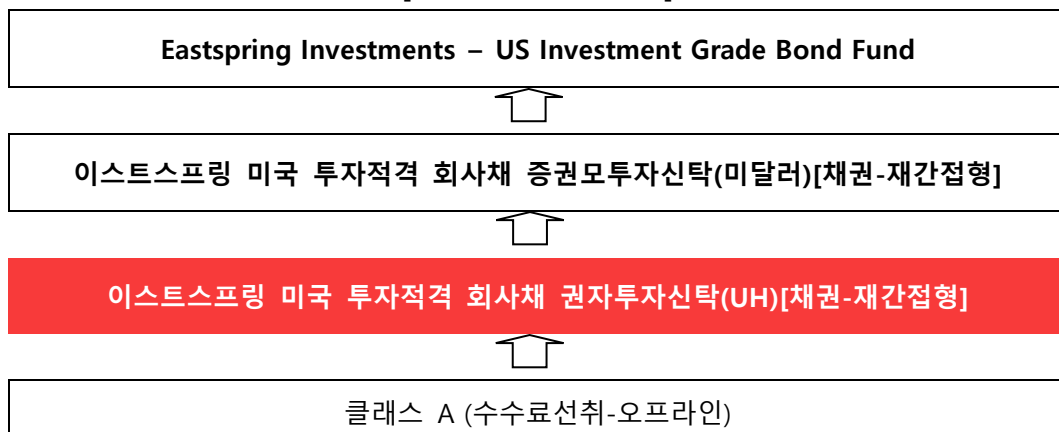 Eastspring Investments – US Investment Grade Bond Fund
이스트스프링 미국 투자적격 회사채 증권모투자신탁(미달러)[채권-재간접형]
이스트스프링 미국 투자적격 회사채 권자투자신탁(UH)[채권-재간접형]
클래스 A (수수료선취-오프라인)